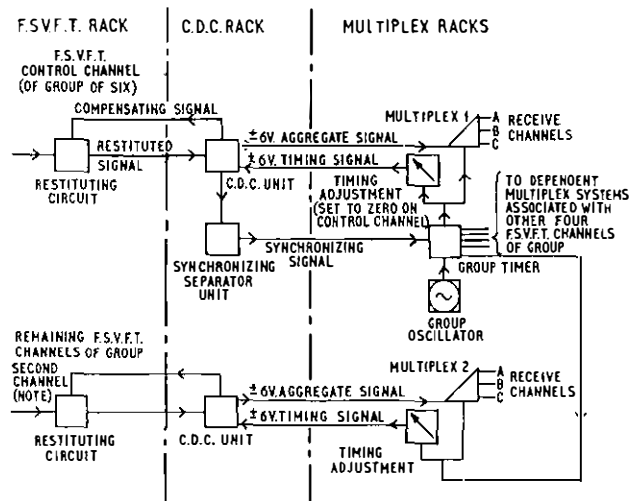 F.S.V.F.T. RACK
C.D.C. RACK
MULTIPLEX RACKS
F.S.V.F.T.
CONTROL CHANNEL
(OF GROUP OF SIX)
COMPENSATING SIGNAL
RESTITUTED
SIGNAL
RESTITUTING
CIRCUIT
C.D.C. UNIT
±6V. AGGREGATE SIGNAL
±6V. TIMING SIGNAL
MULTIPLEX 1
A
B
C
RECEIVE
CHANNELS
TIMING
ADJUSTMENT
(SET TO ZERO ON
CONTROL CHANNEL)
TO DEPENDENT
MULTIPLEX SYSTEMS
ASSOCIATED WITH
OTHER FOUR
F.S.V.F.T. CHANNELS
OF GROUP
SYNCHRONIZING
SEPARATOR
UNIT
SYNCHRONIZING
SIGNAL
GROUP TIMER
GROUP
OSCILLATOR
REMAINING F.S.V.F.T.
CHANNELS OF GROUP
SECOND
CHANNEL
(NOTE)
RESTITUTING
CIRCUIT
C.D.C. UNIT
±6V. AGGREGATE SIGNAL
±6V. TIMING SIGNAL
MULTIPLEX 2
A
B
C
RECEIVE
CHANNELS
TIMING
ADJUSTMENT